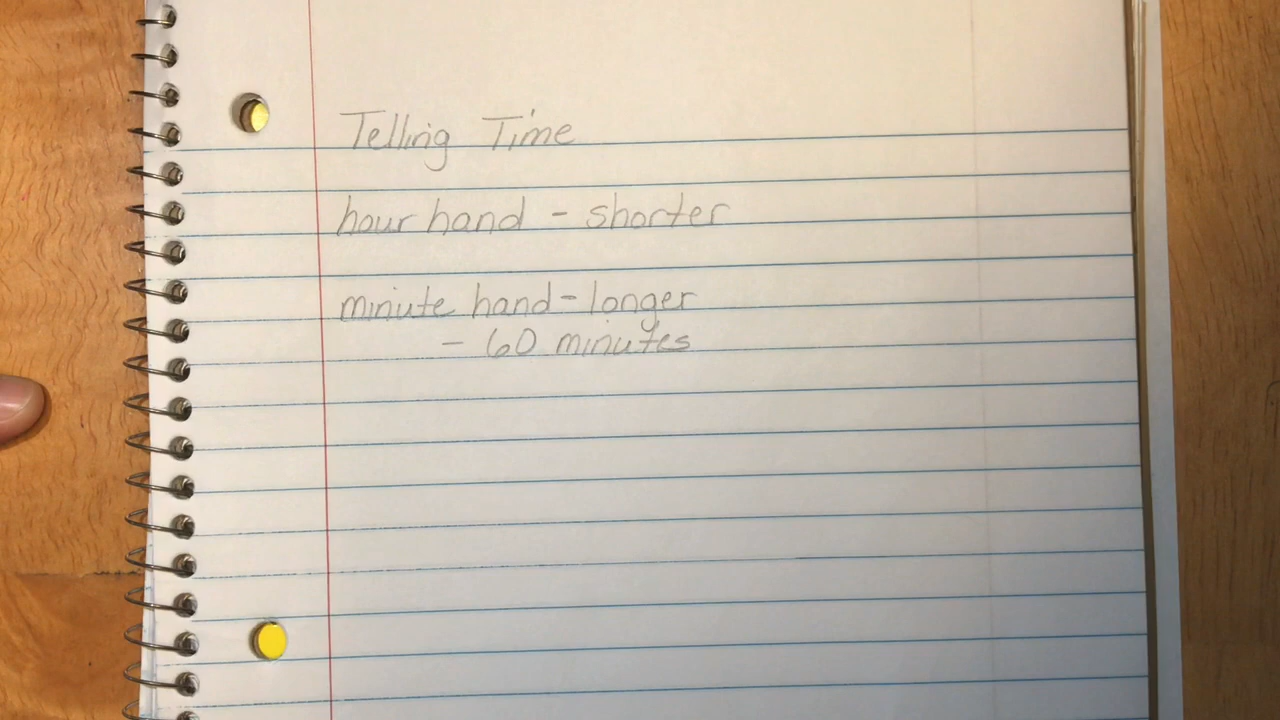 Telling Time
hour hand - shorter
minute hand - longer
- 60 minutes